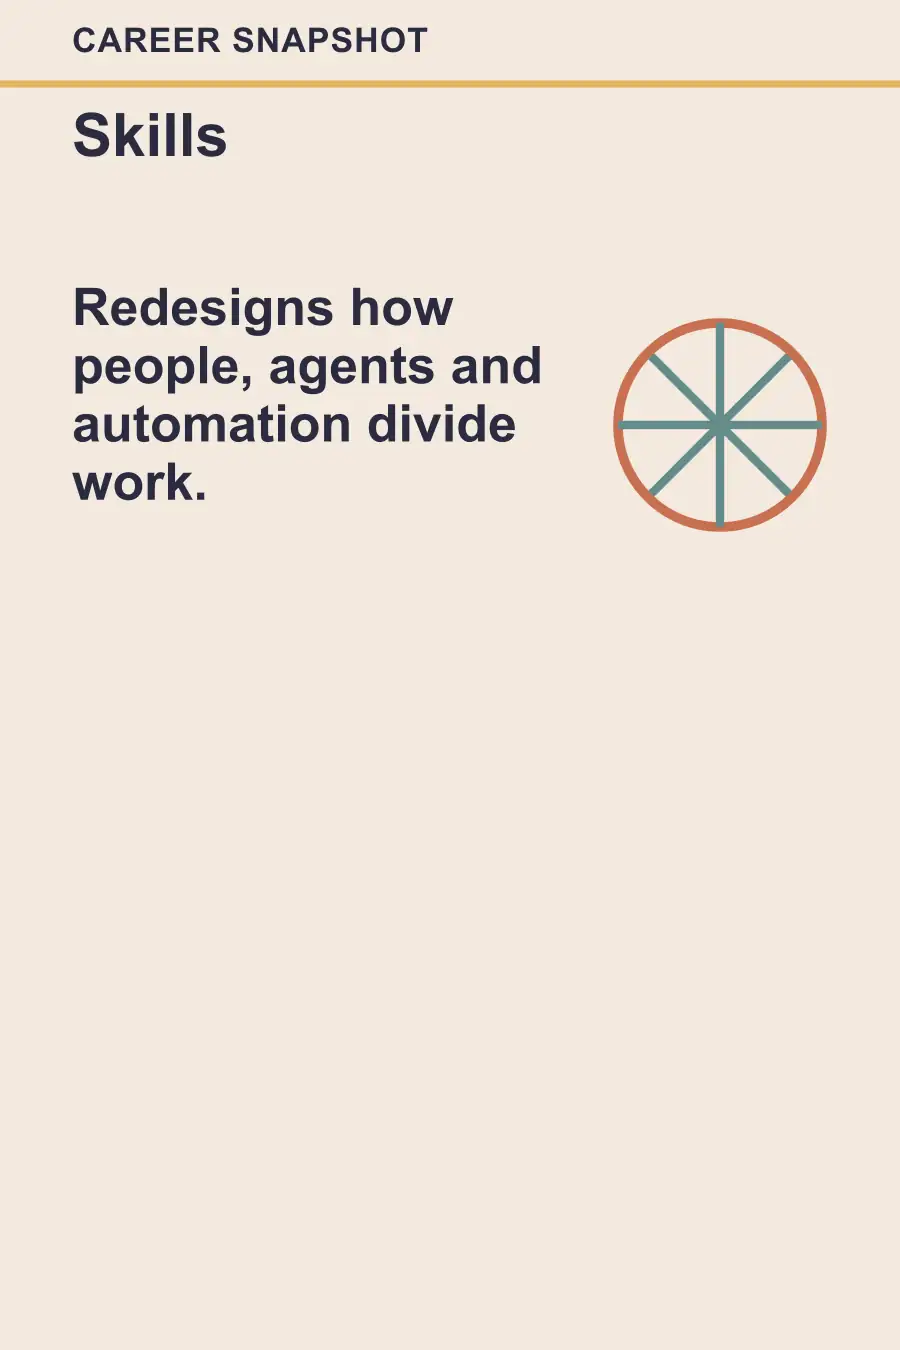 CAREER SNAPSHOT
Skills
Redesigns how
people, agents and
automation divide
work.